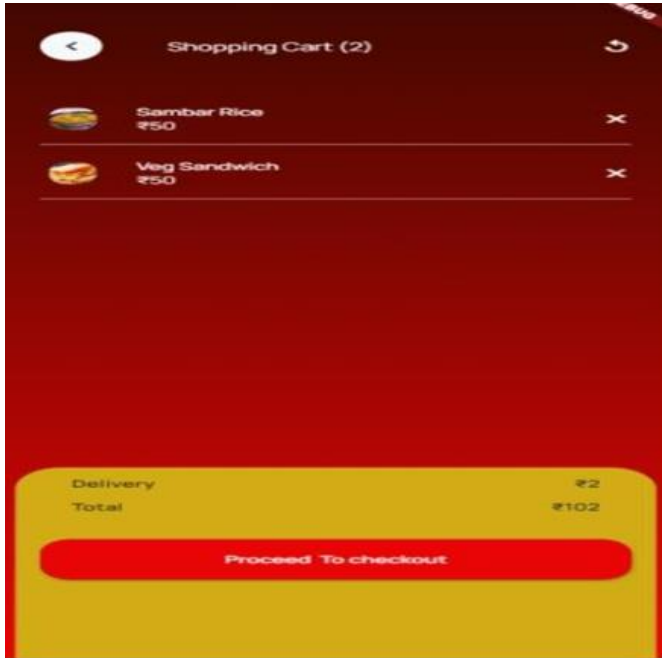 Shopping Cart (2)
Sambar Rice
₹50
Veg Sandwich
₹50
Delivery ₹2
Total ₹102
Proceed To checkout